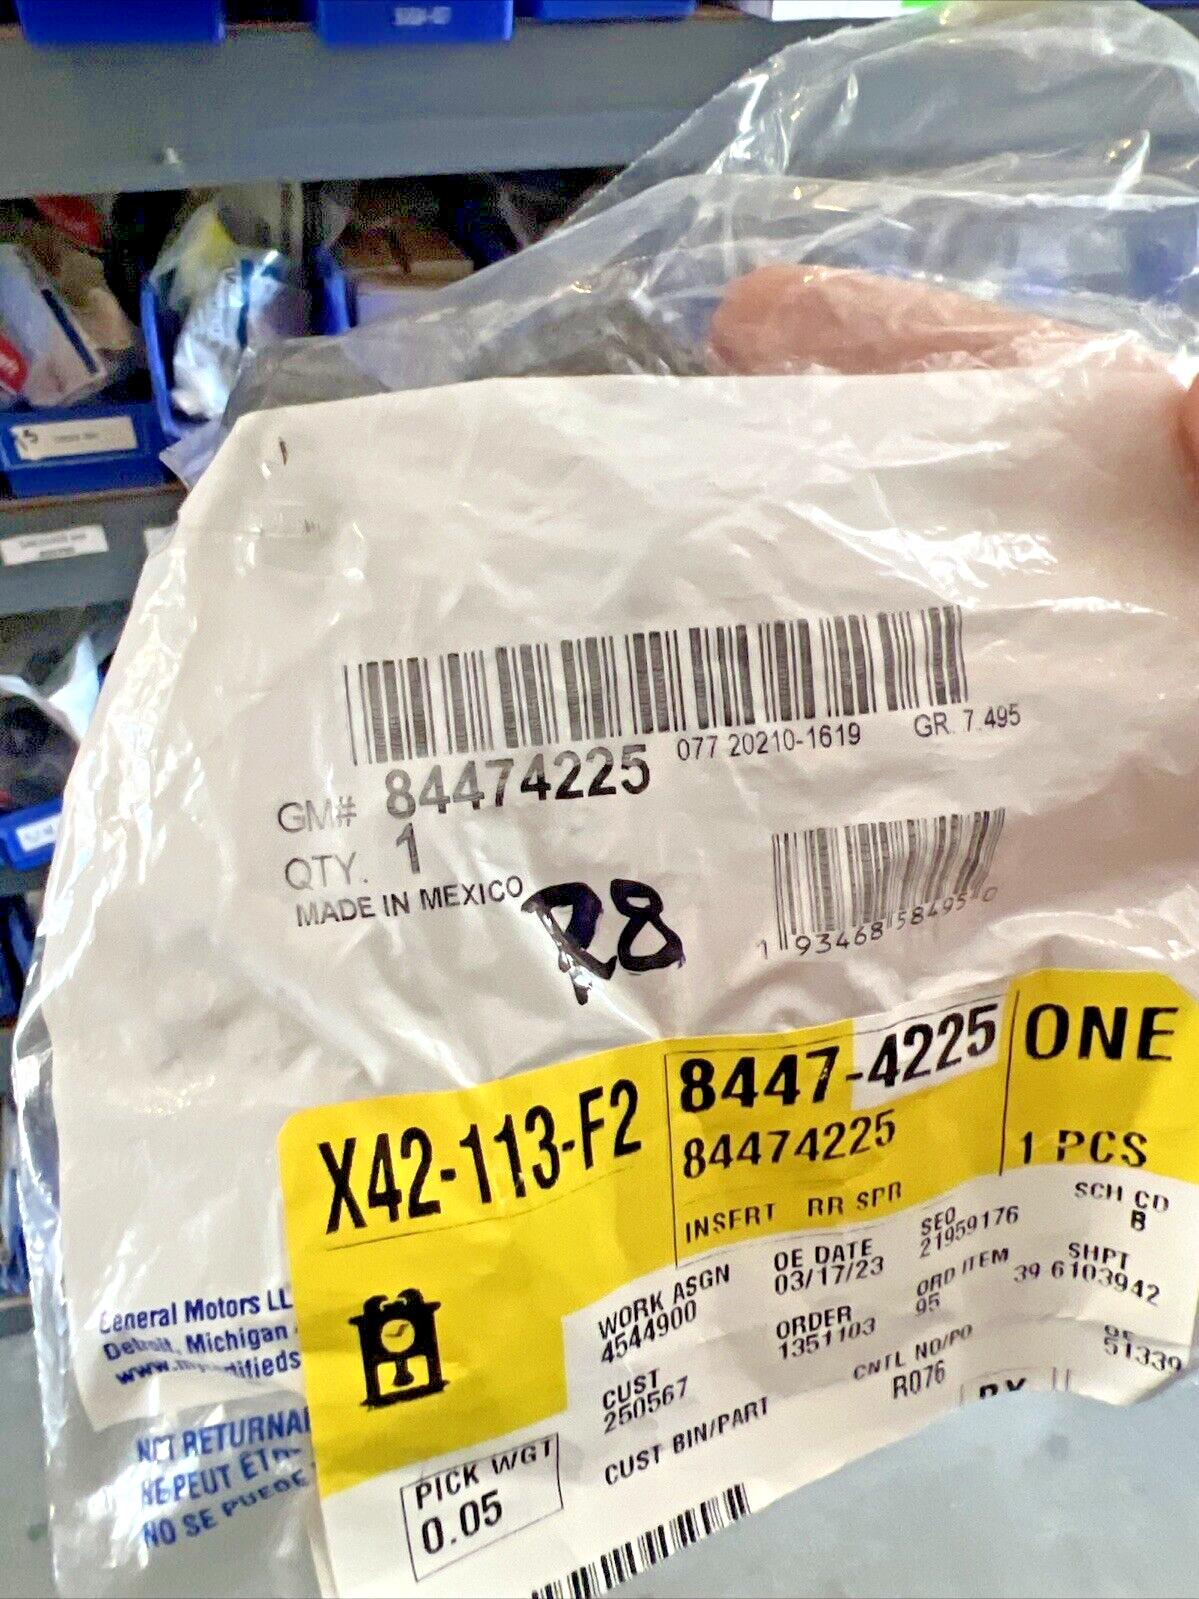 84474225
077 20210-1619
GR. 7.495
GM#
QTY. 1
MADE IN MEXICO
1 93468 58495 0
X42-113-F2
8447-4225
84474225
INSERT RR SPR
ONE
1 PCS
WORK ASGN
4544900
OE DATE
03/17/23
SEQ
21959176
SCH CD
B
CUST
250567
ORDER
1351103
ORD ITEM
95
SHPT
39 6103942
CUST BIN/PART
CNTL NO/PO
R076
51339
PICK WGT
0.05
General Motors LL
Detroit, Michigan
NOT RETURNA
NE PEUT
NO SE PUEDE